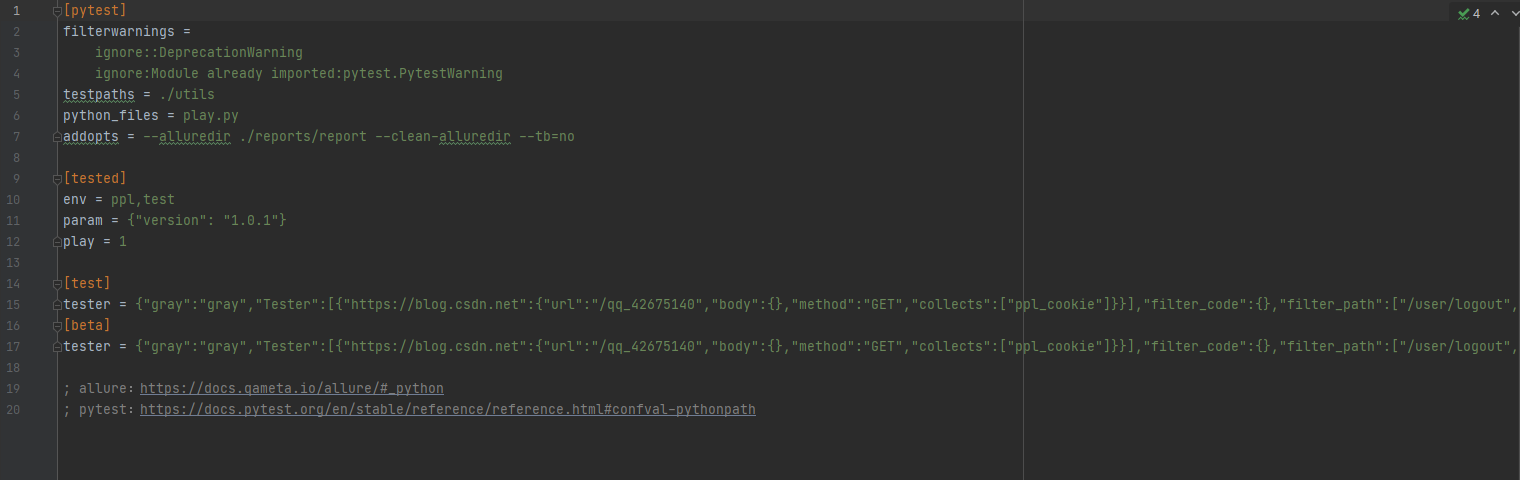 4
1 [pytest]
2 filterwarnings =
3 ignore::DeprecationWarning
4 ignore:Module already imported:pytest.PytestWarning
5 testpaths = ./utils
6 python_files = play.py
7 addopts = --alluredir ./reports/report --clean-alluredir --tb=no
8
9 [tested]
10 env = ppl,test
11 param = {"version": "1.0.1"}
12 play = 1
13
14 [test]
15 tester = {"gray":"gray","Tester":[{"https://blog.csdn.net":{"url":"/qq_42675140","body":{},"method":"GET","collects":["ppl_cookie"]}}],"filter_code":{},"filter_path":["/user/logout",
16 [beta]
17 tester = {"gray":"gray","Tester":[{"https://blog.csdn.net":{"url":"/qq_42675140","body":{},"method":"GET","collects":["ppl_cookie"]}}],"filter_code":{},"filter_path":["/user/logout",
18
19 ; allure: https://docs.qameta.io/allure/#_python
20 ; pytest: https://docs.pytest.org/en/stable/reference/reference.html#confval-pythonpath